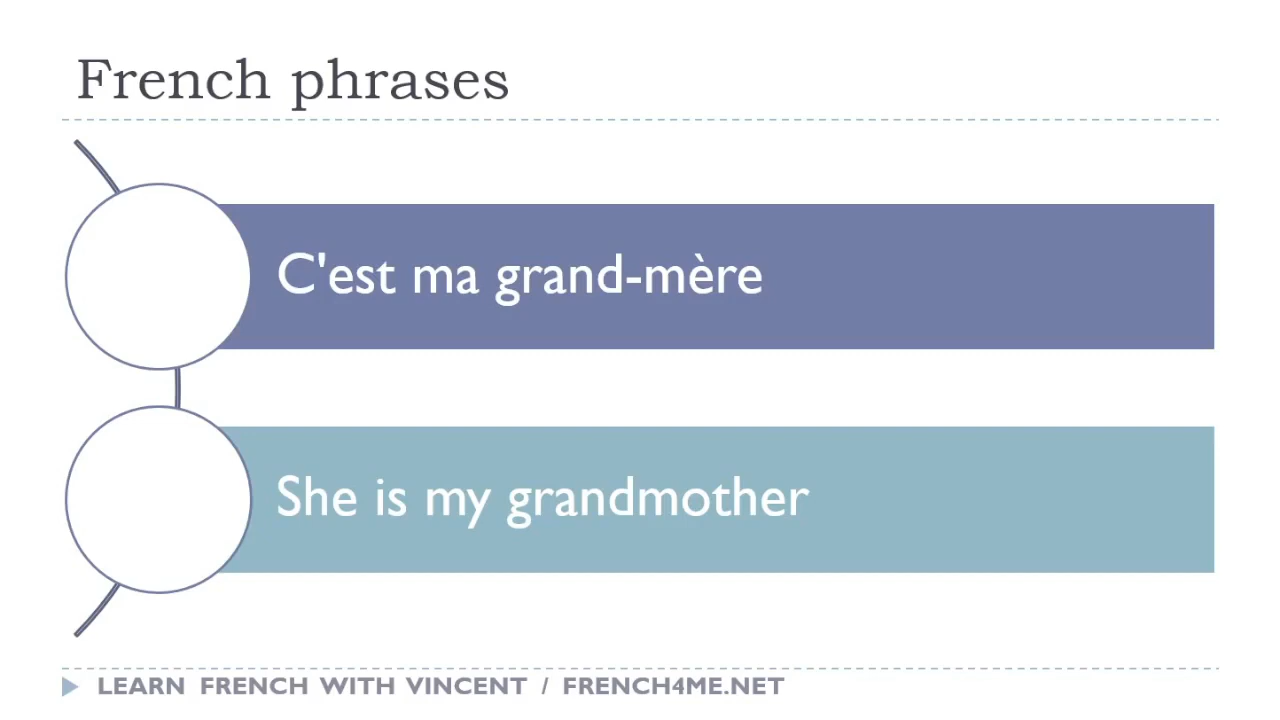 French phrases
C'est ma grand-mère
She is my grandmother
LEARN FRENCH WITH VINCENT / FRENCH4ME.NET